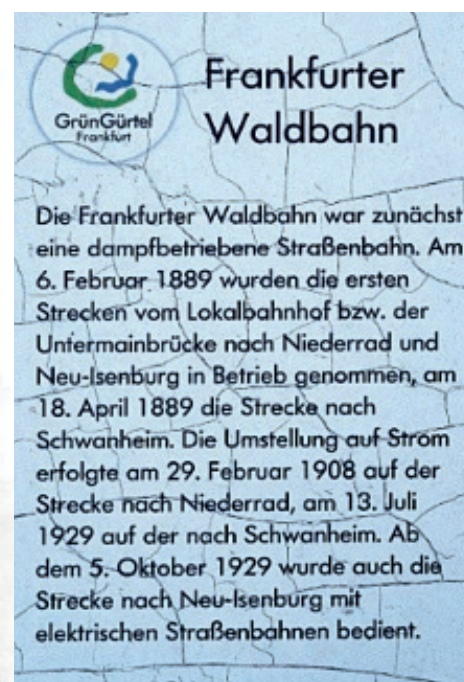 GrünGürtel
Frankfurt
Frankfurter
Waldbahn
Die Frankfurter Waldbahn war zunächst
eine dampfbetriebene Straßenbahn. Am
6. Februar 1889 wurden die ersten
Strecken vom Lokalbahnhof bzw. der
Untermainbrücke nach Niederrad und
Neu-Isenburg in Betrieb genommen, am
18. April 1889 die Strecke nach
Schwanheim. Die Umstellung auf Strom
erfolgte am 29. Februar 1908 auf der
Strecke nach Niederrad, am 13. Juli
1929 auf der nach Schwanheim. Ab
dem 5. Oktober 1929 wurde auch die
Strecke nach Neu-Isenburg mit
elektrischen Straßenbahnen bedient.